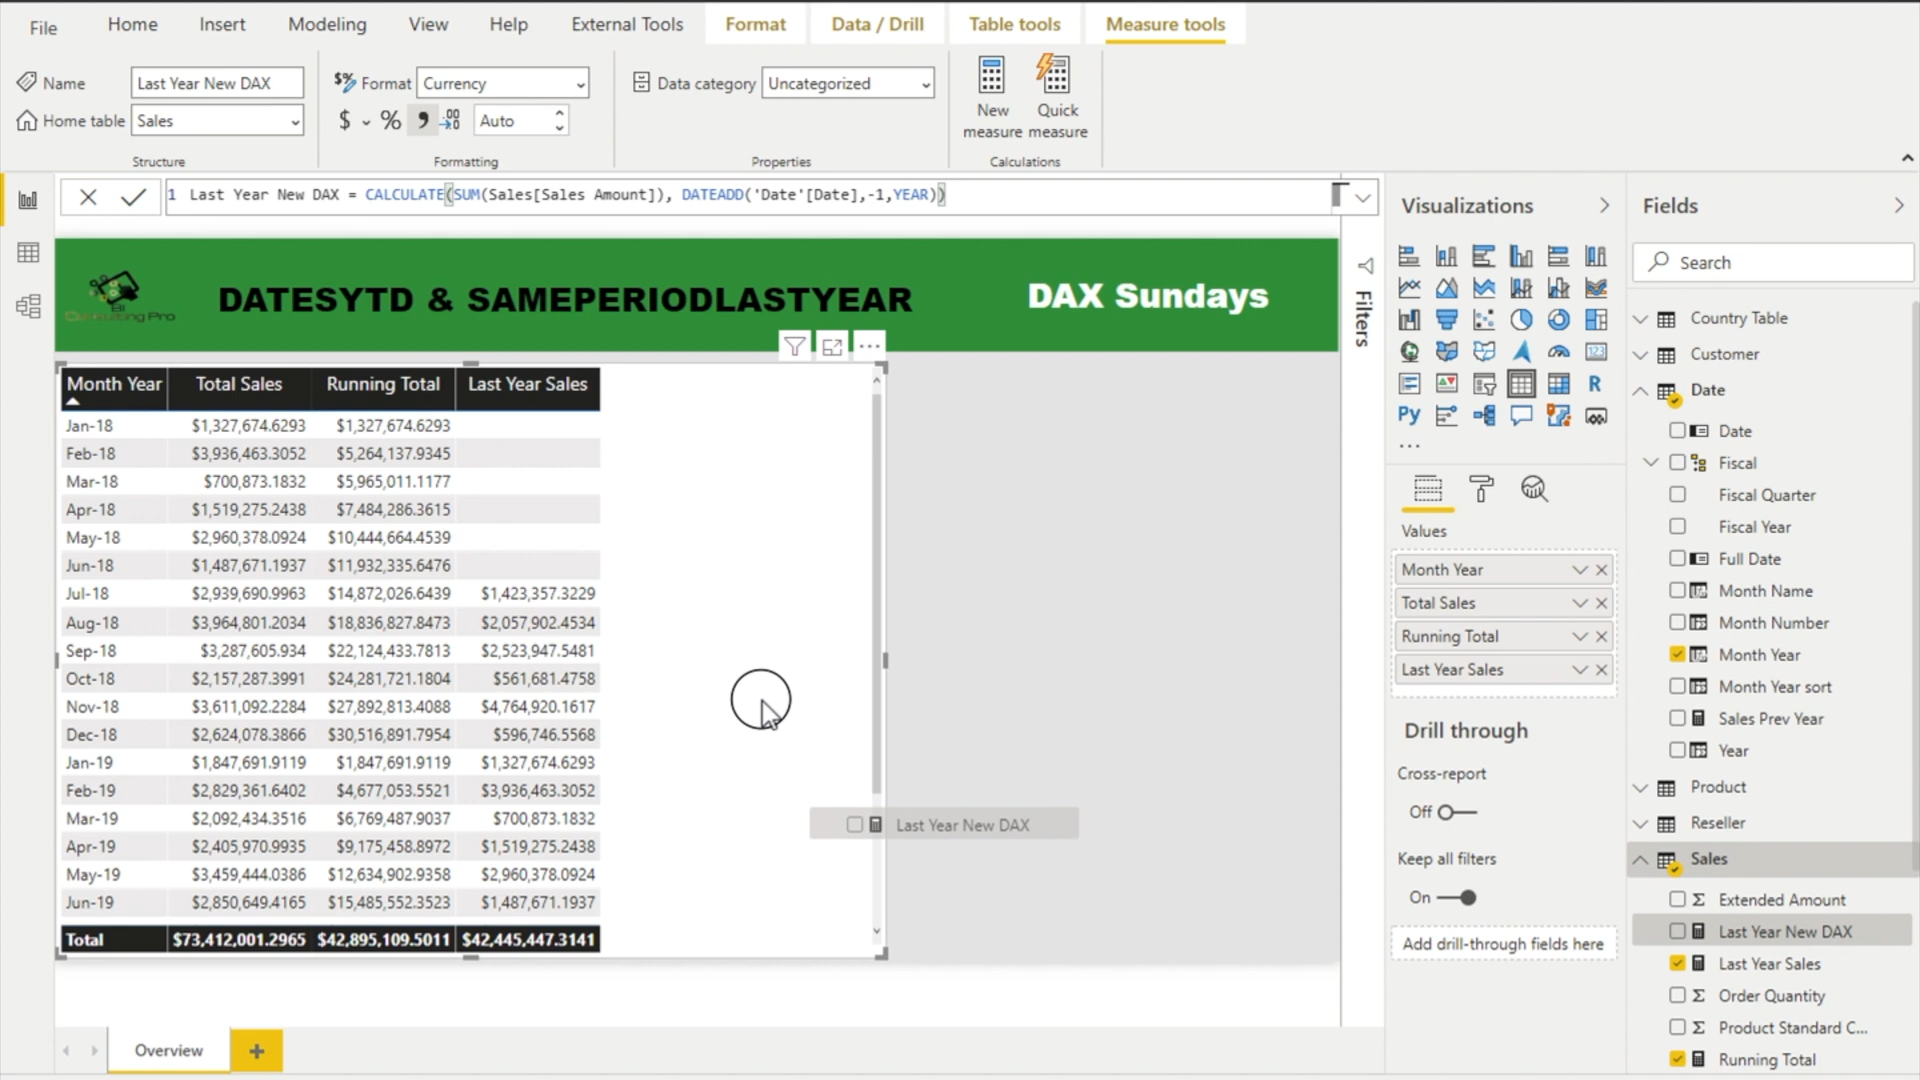 File Home Insert Modeling View Help External Tools Format Data / Drill Table tools Measure tools
Name Last Year New DAX
Home table Sales
Structure
Format Currency
$ % , .00 Auto
Formatting
Data category Uncategorized
Properties
New measure
Quick measure
Calculations
1 Last Year New DAX = CALCULATE(SUM(Sales[Sales Amount]), DATEADD('Date'[Date],-1,YEAR))
Consulting Pro
DATESYTD & SAMEPERIODLASTYEAR
DAX Sundays
Month Year Total Sales Running Total Last Year Sales
Jan-18 $1,327,674.6293 $1,327,674.6293
Feb-18 $3,936,463.3052 $5,264,137.9345
Mar-18 $700,873.1832 $5,965,011.1177
Apr-18 $1,519,275.2438 $7,484,286.3615
May-18 $2,960,378.0924 $10,444,664.4539
Jun-18 $1,487,671.1937 $11,932,335.6476
Jul-18 $2,939,690.9963 $14,872,026.6439 $1,423,357.3229
Aug-18 $3,964,801.2034 $18,836,827.8473 $2,057,902.4534
Sep-18 $3,287,605.934 $22,124,433.7813 $2,523,947.5481
Oct-18 $2,157,287.3991 $24,281,721.1804 $561,681.4758
Nov-18 $3,611,092.2284 $27,892,813.4088 $4,764,920.1617
Dec-18 $2,624,078.3866 $30,516,891.7954 $596,746.5568
Jan-19 $1,847,691.9119 $1,847,691.9119 $1,327,674.6293
Feb-19 $2,829,361.6402 $4,677,053.5521 $3,936,463.3052
Mar-19 $2,092,434.3516 $6,769,487.9037 $700,873.1832
Apr-19 $2,405,970.9935 $9,175,458.8972 $1,519,275.2438
May-19 $3,459,444.0386 $12,634,902.9358 $2,960,378.0924
Jun-19 $2,850,649.4165 $15,485,552.3523 $1,487,671.1937
Total $73,412,001.2965 $42,895,109.5011 $42,445,447.3141
Last Year New DAX
Overview
Filters
Visualizations
R
Py
...
Values
Month Year
Total Sales
Running Total
Last Year Sales
Drill through
Cross-report
Off
Keep all filters
On
Add drill-through fields here
Fields
Search
Country Table
Customer
Date
Date
Fiscal
Fiscal Quarter
Fiscal Year
Full Date
Month Name
Month Number
Month Year
Month Year sort
Sales Prev Year
Year
Product
Reseller
Sales
Extended Amount
Last Year New DAX
Last Year Sales
Order Quantity
Product Standard C...
Running Total